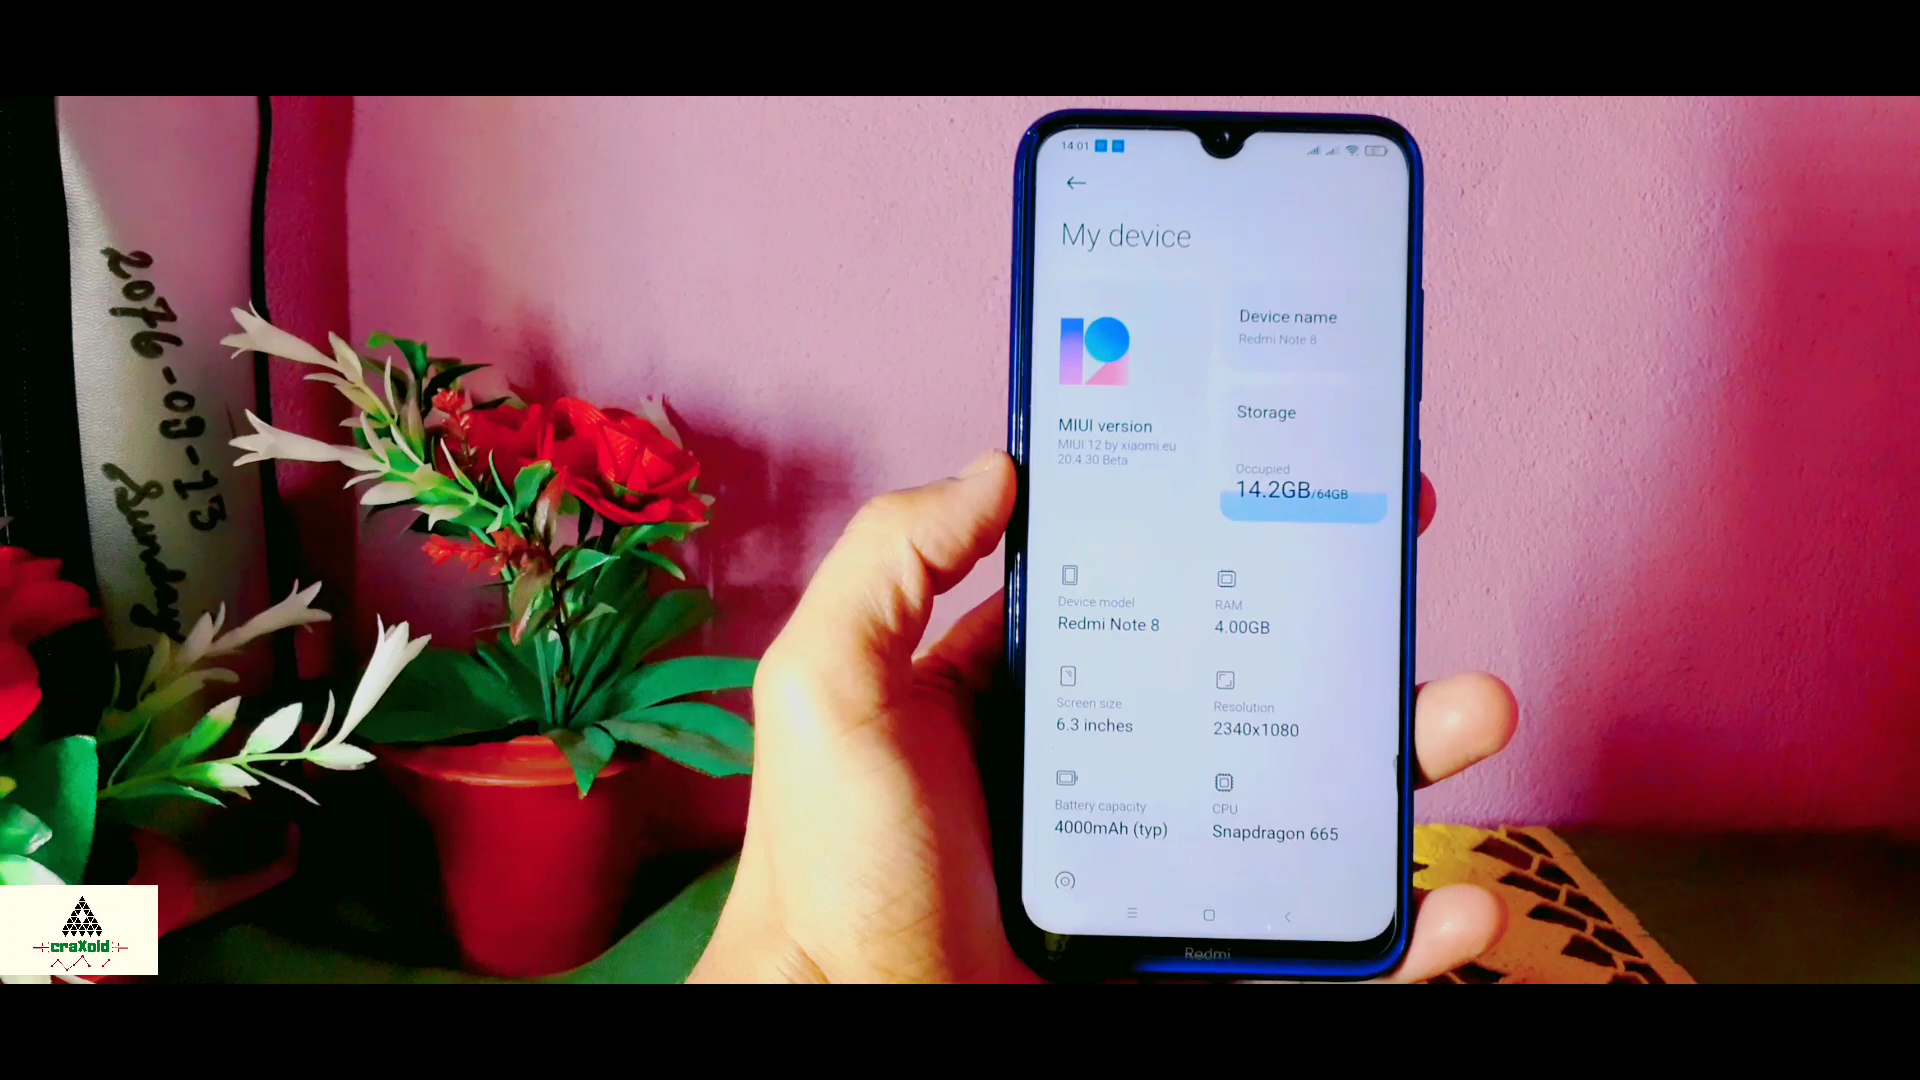 2076-09-13
Sunday
14:01
My device
MIUI version
MIUI 12 by xiaomi.eu
20.4.30 Beta
Device name
Redmi Note 8
Storage
Occupied
14.2GB/64GB
Device model
Redmi Note 8
RAM
4.00GB
Screen size
6.3 inches
Resolution
2340x1080
Battery capacity
4000mAh (typ)
CPU
Snapdragon 665
Redmi
craXoid